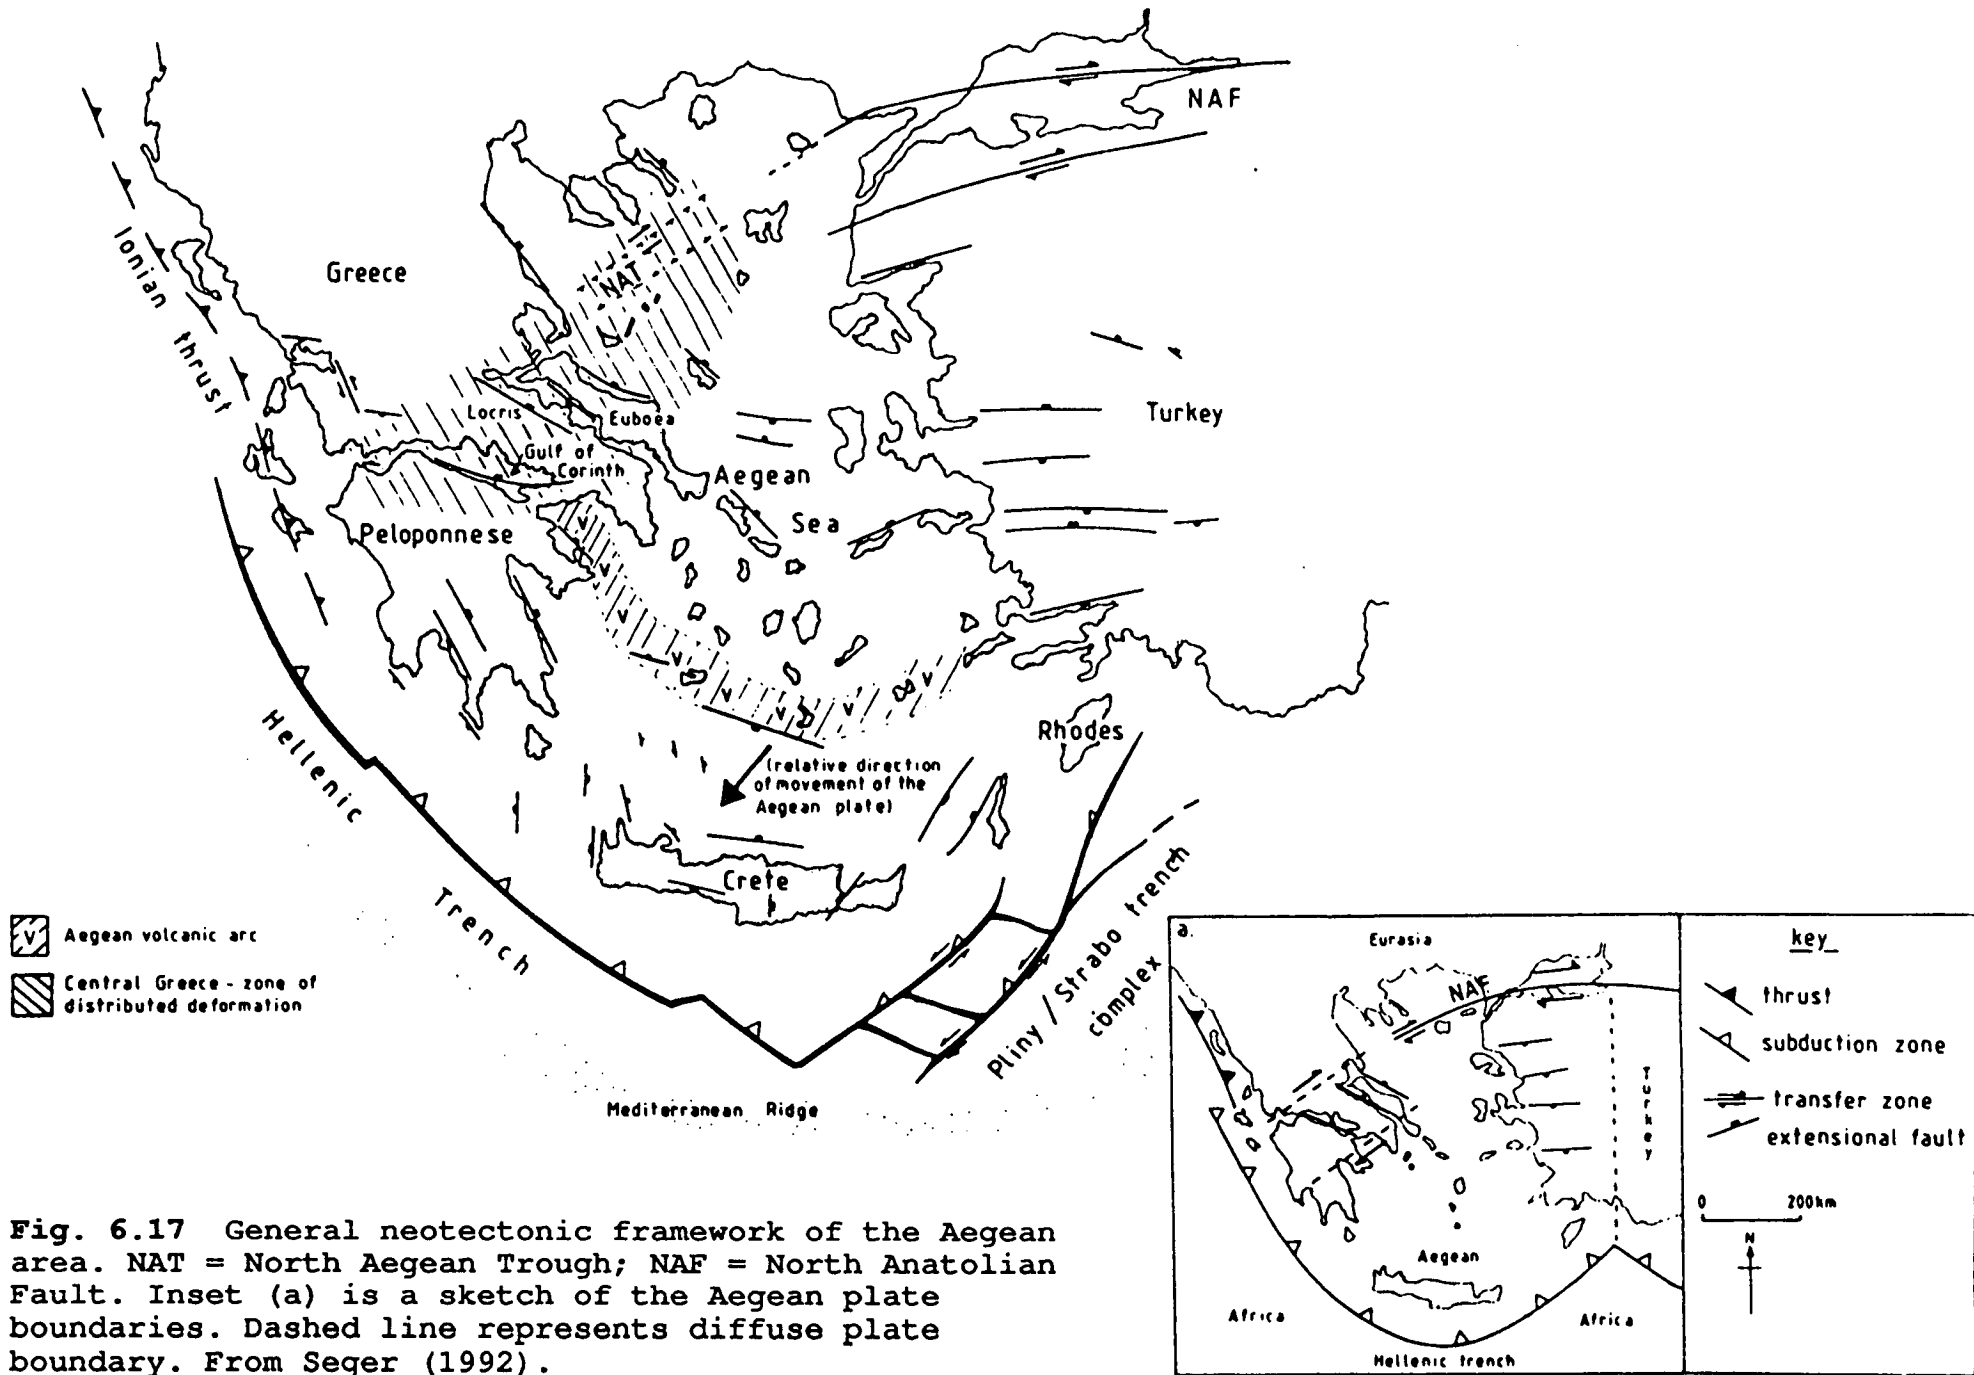 NAF
Ionian thrust
Greece
NAT
Locris
Euboea
Turkey
Gulf of
Corinth
Aegean
Sea
Peloponnese
Hellenic
Trench
Rhodes
(relative direction
of movement of the
Aegean plate)
Crete
Pliny / Strabo trench
complex
Mediterranean Ridge
V Aegean volcanic arc
Central Greece - zone of
distributed deformation
a.
Eurasia
NAF
Turkey
Aegean
Africa
Africa
Hellenic trench
key
thrust
subduction zone
transfer zone
extensional fault
0 200km
N
Fig. 6.17 General neotectonic framework of the Aegean
area. NAT = North Aegean Trough; NAF = North Anatolian
Fault. Inset (a) is a sketch of the Aegean plate
boundaries. Dashed line represents diffuse plate
boundary. From Seger (1992).